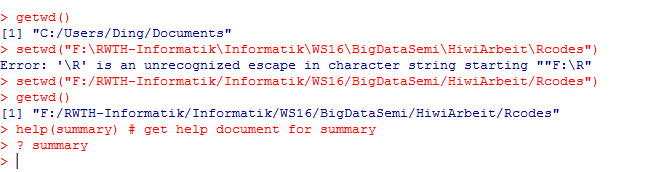 > getwd()
[1] "C:/Users/Ding/Documents"
> setwd("F:\RWTH-Informatik\Informatik\WS16\BigDataSemi\HiwiArbeit\Rcodes")
Error: '\R' is an unrecognized escape in character string starting ""F:\R"
> setwd("F:/RWTH-Informatik/Informatik/WS16/BigDataSemi/HiwiArbeit/Rcodes")
> getwd()
[1] "F:/RWTH-Informatik/Informatik/WS16/BigDataSemi/HiwiArbeit/Rcodes"
> help(summary) # get help document for summary
> ? summary
>